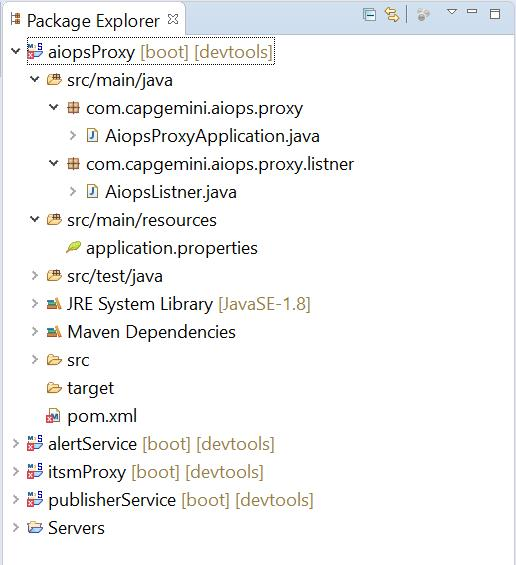 Package Explorer
aiopsProxy [boot] [devtools]
src/main/java
com.capgemini.aiops.proxy
AiopsProxyApplication.java
com.capgemini.aiops.proxy.listner
AiopsListner.java
src/main/resources
application.properties
src/test/java
JRE System Library [JavaSE-1.8]
Maven Dependencies
src
target
pom.xml
alertService [boot] [devtools]
itsmProxy [boot] [devtools]
publisherService [boot] [devtools]
Servers